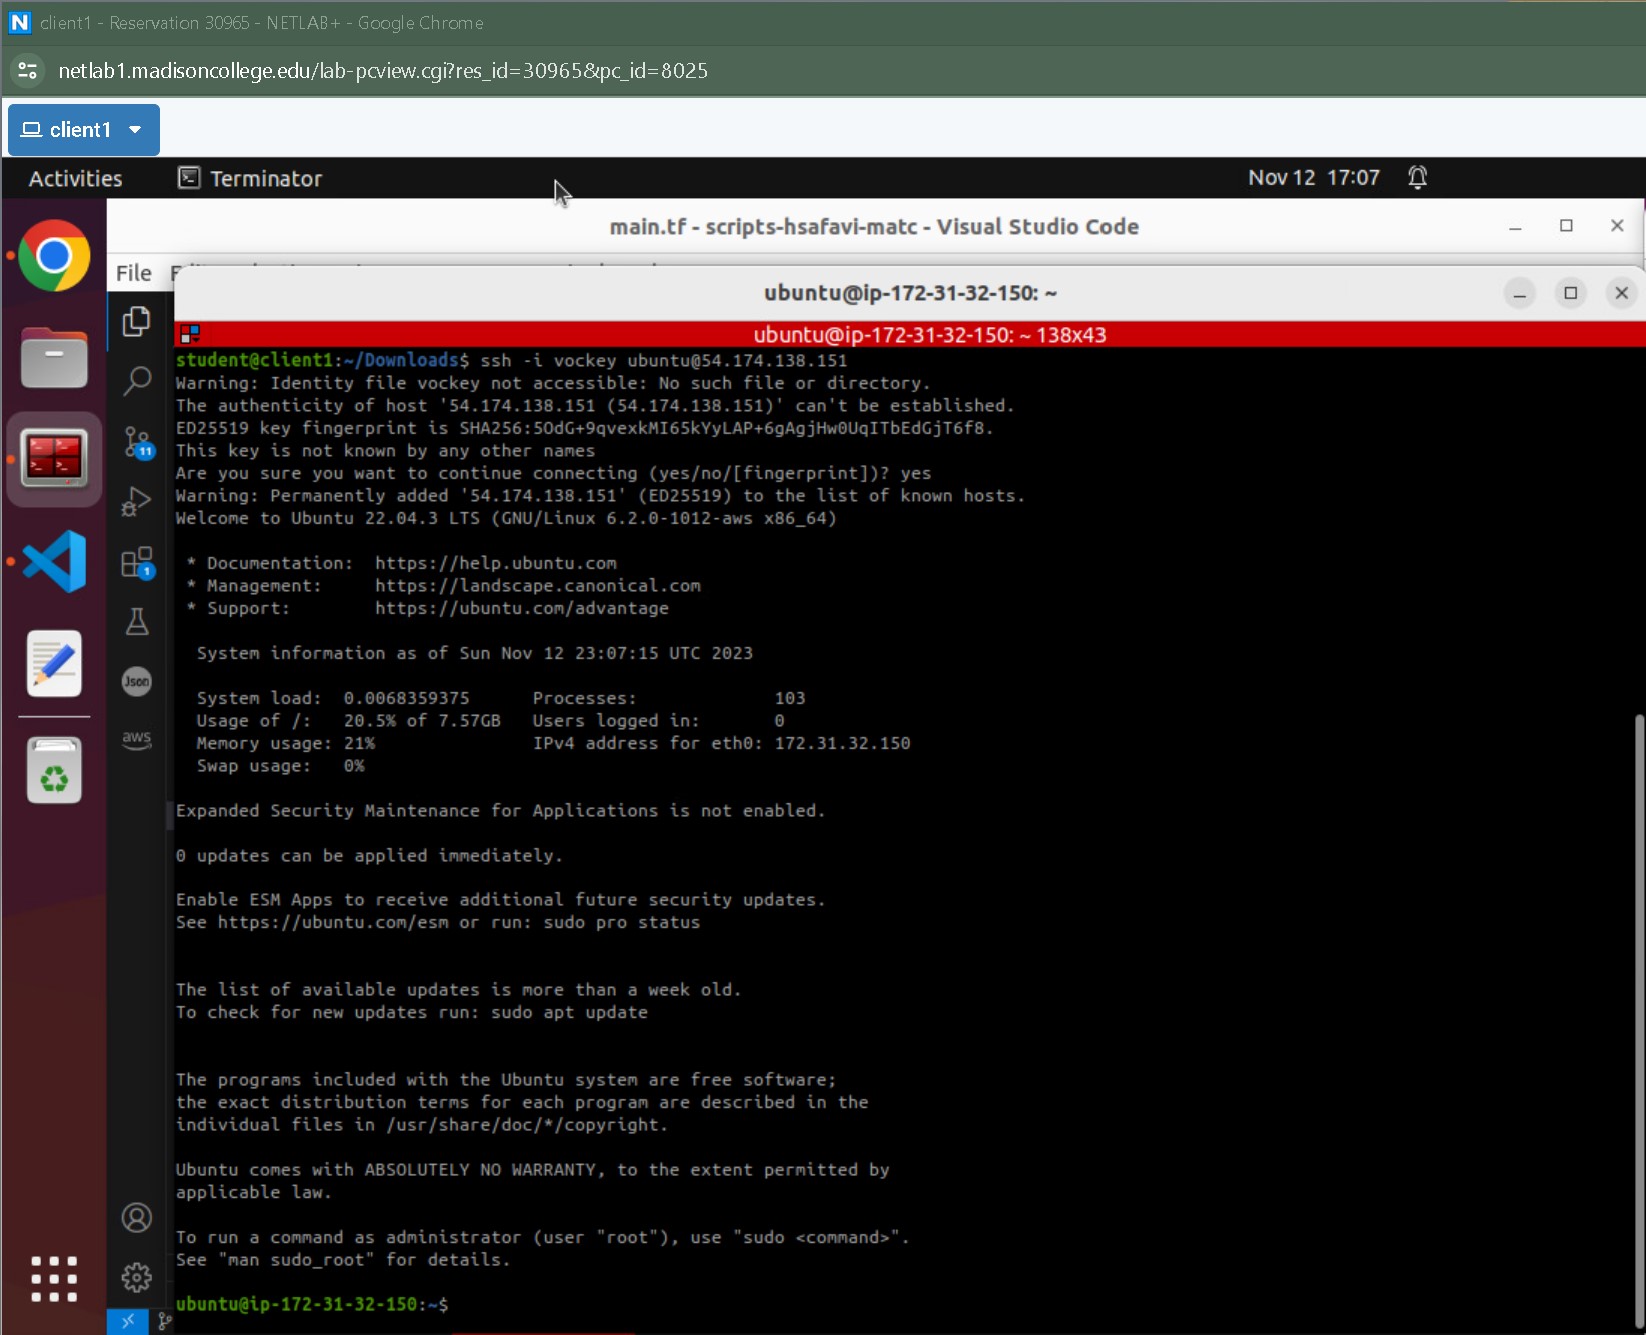 client1 - Reservation 30965 - NETLAB+ - Google Chrome
netlab1.madisoncollege.edu/lab-pcview.cgi?res_id=30965&pc_id=8025
client1
Activities
Terminator
Nov 12 17:07
main.tf - scripts-hsafavi-matc - Visual Studio Code
File
ubuntu@ip-172-31-32-150: ~
ubuntu@ip-172-31-32-150: ~ 138x43
student@client1:~/Downloads$ ssh -i vockey ubuntu@54.174.138.151
Warning: Identity file vockey not accessible: No such file or directory.
The authenticity of host '54.174.138.151 (54.174.138.151)' can't be established.
ED25519 key fingerprint is SHA256:5OdG+9qvexkMI65kYyLAP+6gAgjHw0UqITbEdGjT6f8.
This key is not known by any other names
Are you sure you want to continue connecting (yes/no/[fingerprint])? yes
Warning: Permanently added '54.174.138.151' (ED25519) to the list of known hosts.
Welcome to Ubuntu 22.04.3 LTS (GNU/Linux 6.2.0-1012-aws x86_64)
* Documentation: https://help.ubuntu.com
* Management: https://landscape.canonical.com
* Support: https://ubuntu.com/advantage
System information as of Sun Nov 12 23:07:15 UTC 2023
System load: 0.0068359375 Processes: 103
Usage of /: 20.5% of 7.57GB Users logged in: 0
Memory usage: 21% IPv4 address for eth0: 172.31.32.150
Swap usage: 0%
Expanded Security Maintenance for Applications is not enabled.
0 updates can be applied immediately.
Enable ESM Apps to receive additional future security updates.
See https://ubuntu.com/esm or run: sudo pro status
The list of available updates is more than a week old.
To check for new updates run: sudo apt update
The programs included with the Ubuntu system are free software;
the exact distribution terms for each program are described in the
individual files in /usr/share/doc/*/copyright.
Ubuntu comes with ABSOLUTELY NO WARRANTY, to the extent permitted by
applicable law.
To run a command as administrator (user "root"), use "sudo <command>".
See "man sudo_root" for details.
ubuntu@ip-172-31-32-150:~$
11
1
Json
aws